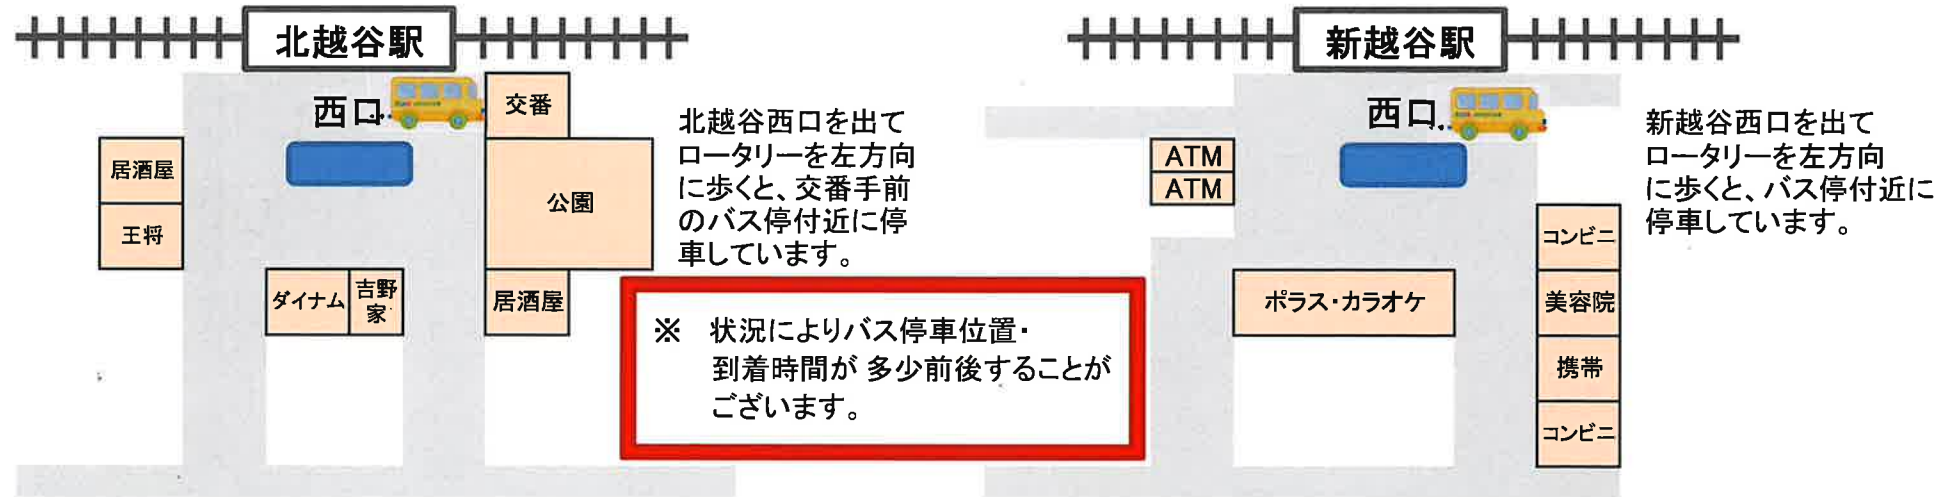 北越谷駅
西口
交番
居酒屋
王将
公園
ダイナム
吉野
家
居酒屋
北越谷西口を出て
ロータリーを左方向
に歩くと、交番手前
のバス停付近に停
車しています。
※ 状況によりバス停車位置・
到着時間が 多少前後することが
ございます。
新越谷駅
西口
ATM
ATM
ポラス・カラオケ
コンビニ
美容院
携帯
コンビニ
新越谷西口を出て
ロータリーを左方向
に歩くと、バス停付近に
停車しています。